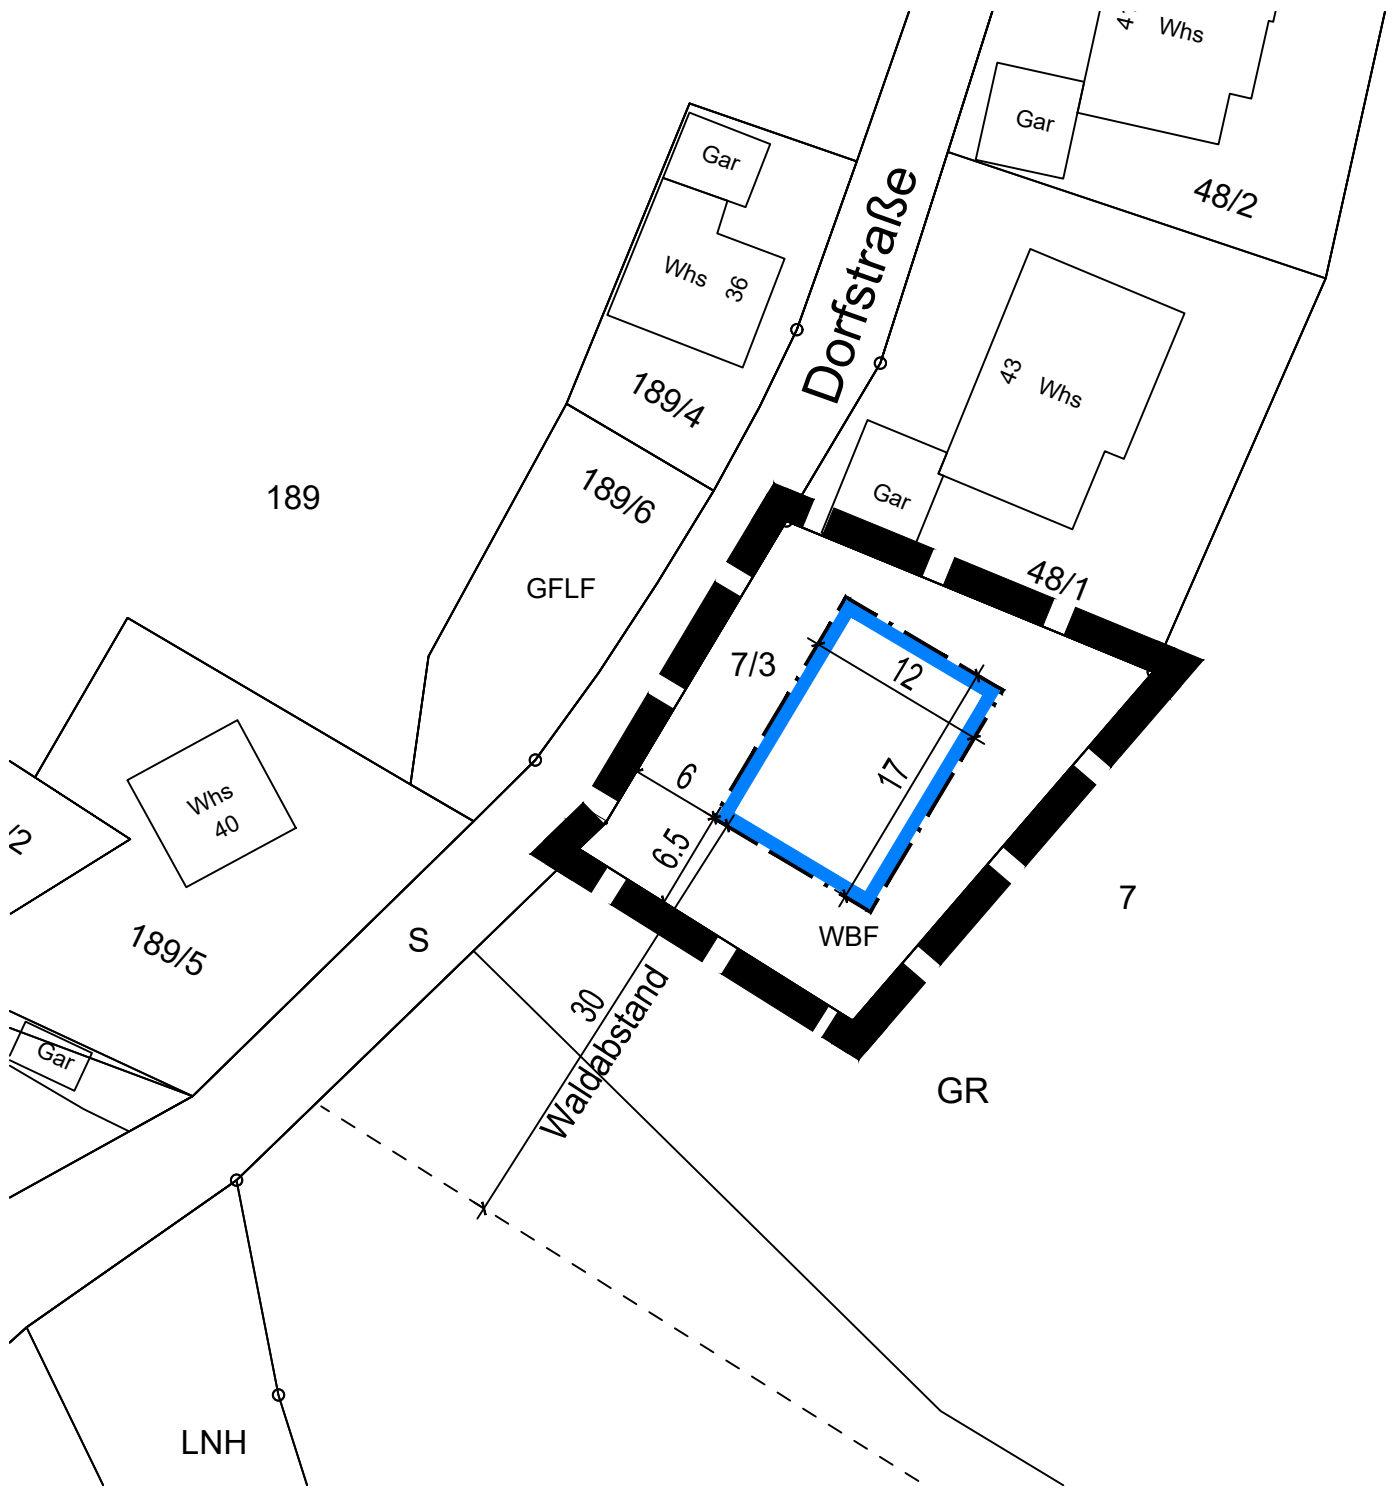 Whs
Gar
48/2
Gar
Dorfstraße
Whs
36
43
Whs
189/4
189
189/6
Gar
GFLF
48/1
7/3
12
17
6
6.5
Whs
40
/2
7
WBF
S
189/5
30
Waldabstand
Gar
GR
LNH